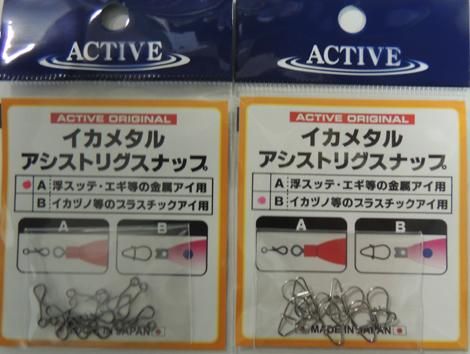 ACTIVE
ACTIVE ORIGINAL
イカメタル
アシストリグスナップ
A 浮スッテ・エギ等の金属アイ用
B イカヅノ等のプラスチックアイ用
A B
MADE IN JAPAN
ACTIVE
ACTIVE ORIGINAL
イカメタル
アシストリグスナップ
A 浮スッテ・エギ等の金属アイ用
B イカヅノ等のプラスチックアイ用
A B
MADE IN JAPAN